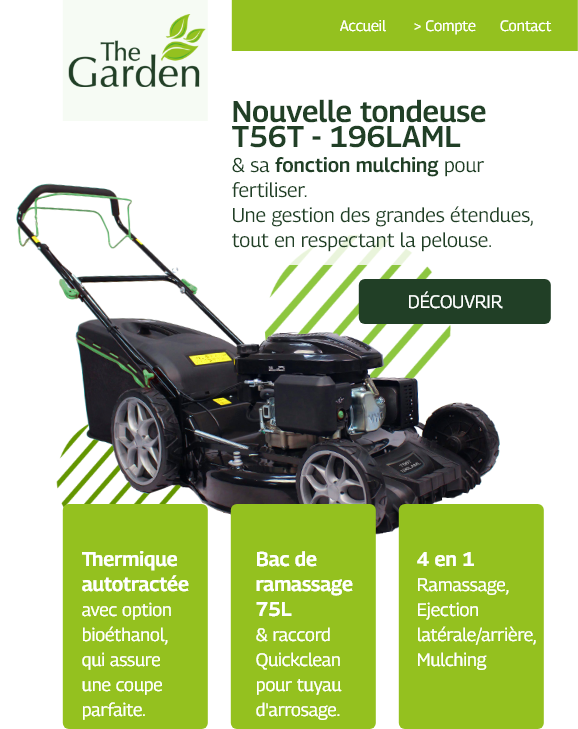 The
Garden
Accueil
> Compte
Contact
Nouvelle tondeuse
T56T - 196LAML
& sa fonction mulching pour
fertiliser.
Une gestion des grandes étendues,
tout en respectant la pelouse.
DÉCOUVRIR
T56T
196LAML
Thermique
autotractée
avec option
bioéthanol,
qui assure
une coupe
parfaite.
Bac de
ramassage
75L
& raccord
Quickclean
pour tuyau
d'arrosage.
4 en 1
Ramassage,
Ejection
latérale/arrière,
Mulching